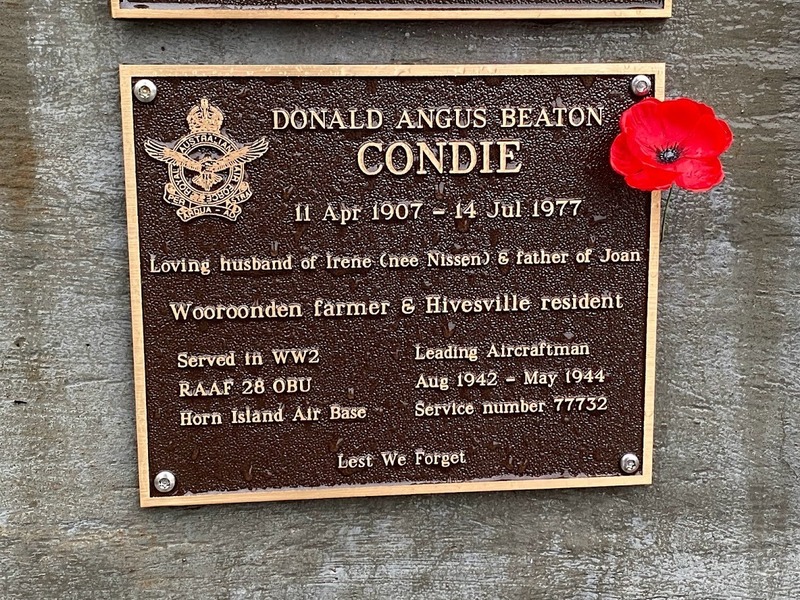 DONALD ANGUS BEATON
CONDIE
11 Apr 1907 - 14 Jul 1977
Loving husband of Irene (nee Nissen) & father of Joan
Wooroonden farmer & Hivesville resident
Served in WW2
RAAF 28 OBU
Horn Island Air Base
Leading Aircraftman
Aug 1942 - May 1944
Service number 77732
Lest We Forget